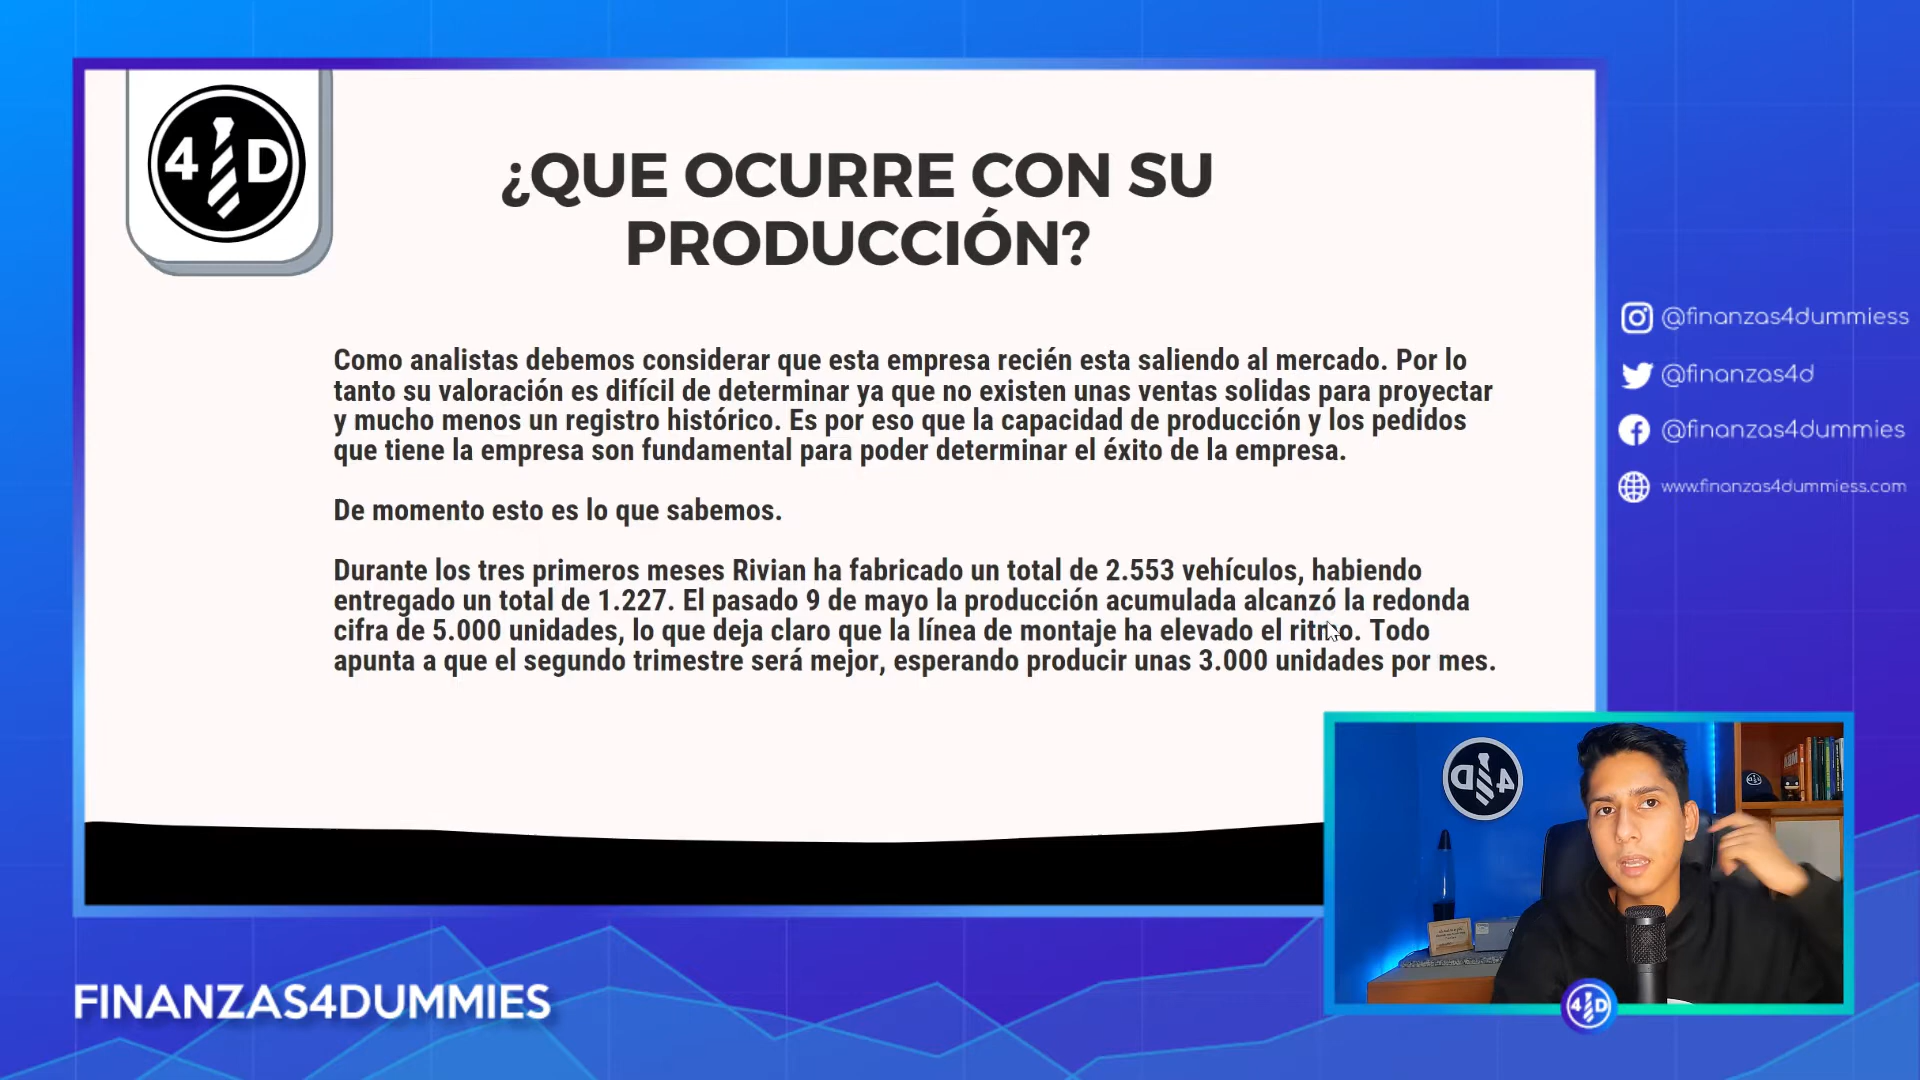 4 D
¿QUE OCURRE CON SU
PRODUCCIÓN?
Como analistas debemos considerar que esta empresa recién esta saliendo al mercado. Por lo
tanto su valoración es difícil de determinar ya que no existen unas ventas solidas para proyectar
y mucho menos un registro histórico. Es por eso que la capacidad de producción y los pedidos
que tiene la empresa son fundamental para poder determinar el éxito de la empresa.
De momento esto es lo que sabemos.
Durante los tres primeros meses Rivian ha fabricado un total de 2.553 vehículos, habiendo
entregado un total de 1.227. El pasado 9 de mayo la producción acumulada alcanzó la redonda
cifra de 5.000 unidades, lo que deja claro que la línea de montaje ha elevado el ritmo. Todo
apunta a que el segundo trimestre será mejor, esperando producir unas 3.000 unidades por mes.
@finanzas4dummiess
@finanzas4d
@finanzas4dummies
www.finanzas4dummiess.com
4 D
4 D
FINANZAS4DUMMIES